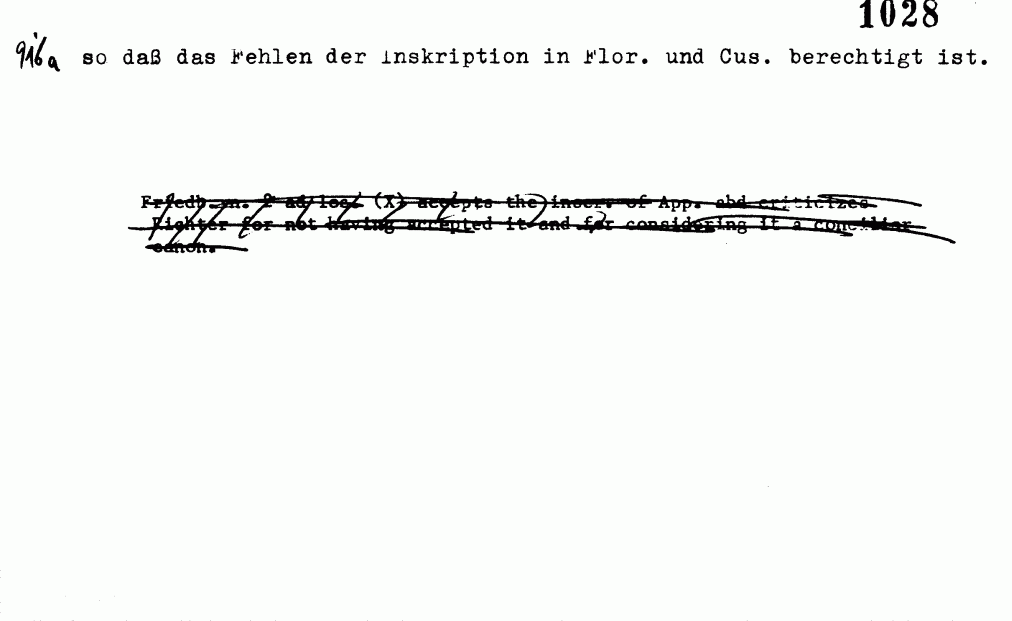 1028
so daß das Fehlen der Inskription in Flor. und Cus. berechtigt ist.
Friedb. n. 2 ad loc. (X) accepts the inscr. of App. abd criticizes
Richter for not having accepted it and for considering it a conciliar
canon.